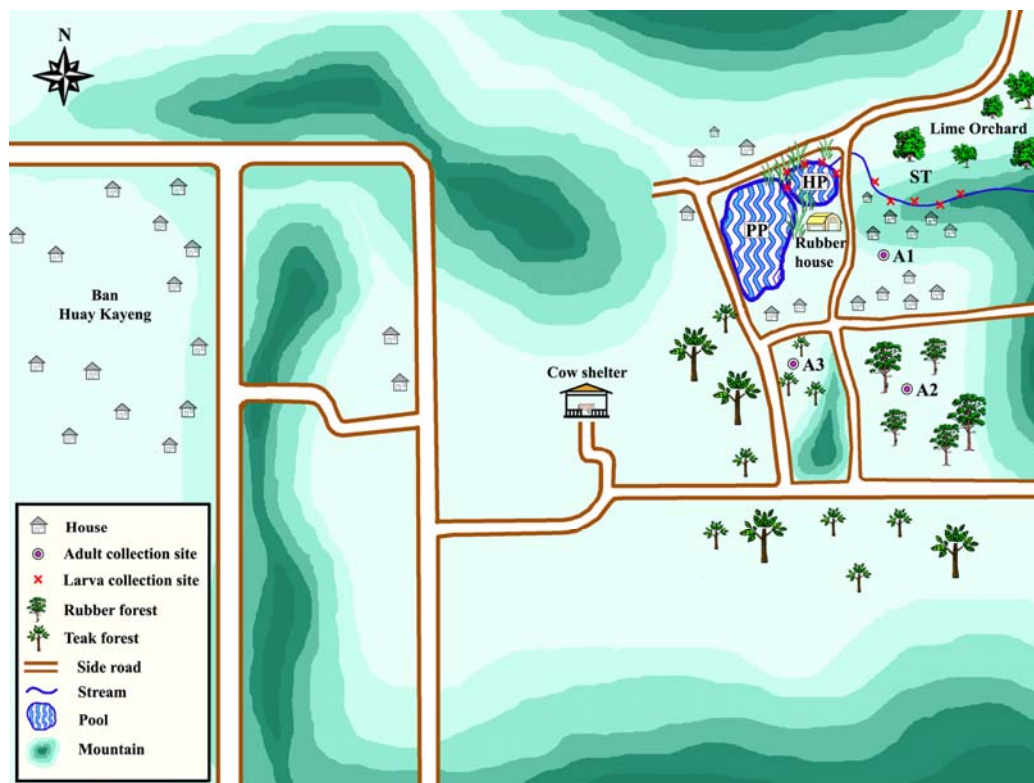 N
Lime Orchard
ST
HP
PP
Rubber
house
A1
Ban
Huay Kayeng
A3
Cow shelter
A2
House
Adult collection site
Larva collection site
Rubber forest
Teak forest
Side road
Stream
Pool
Mountain